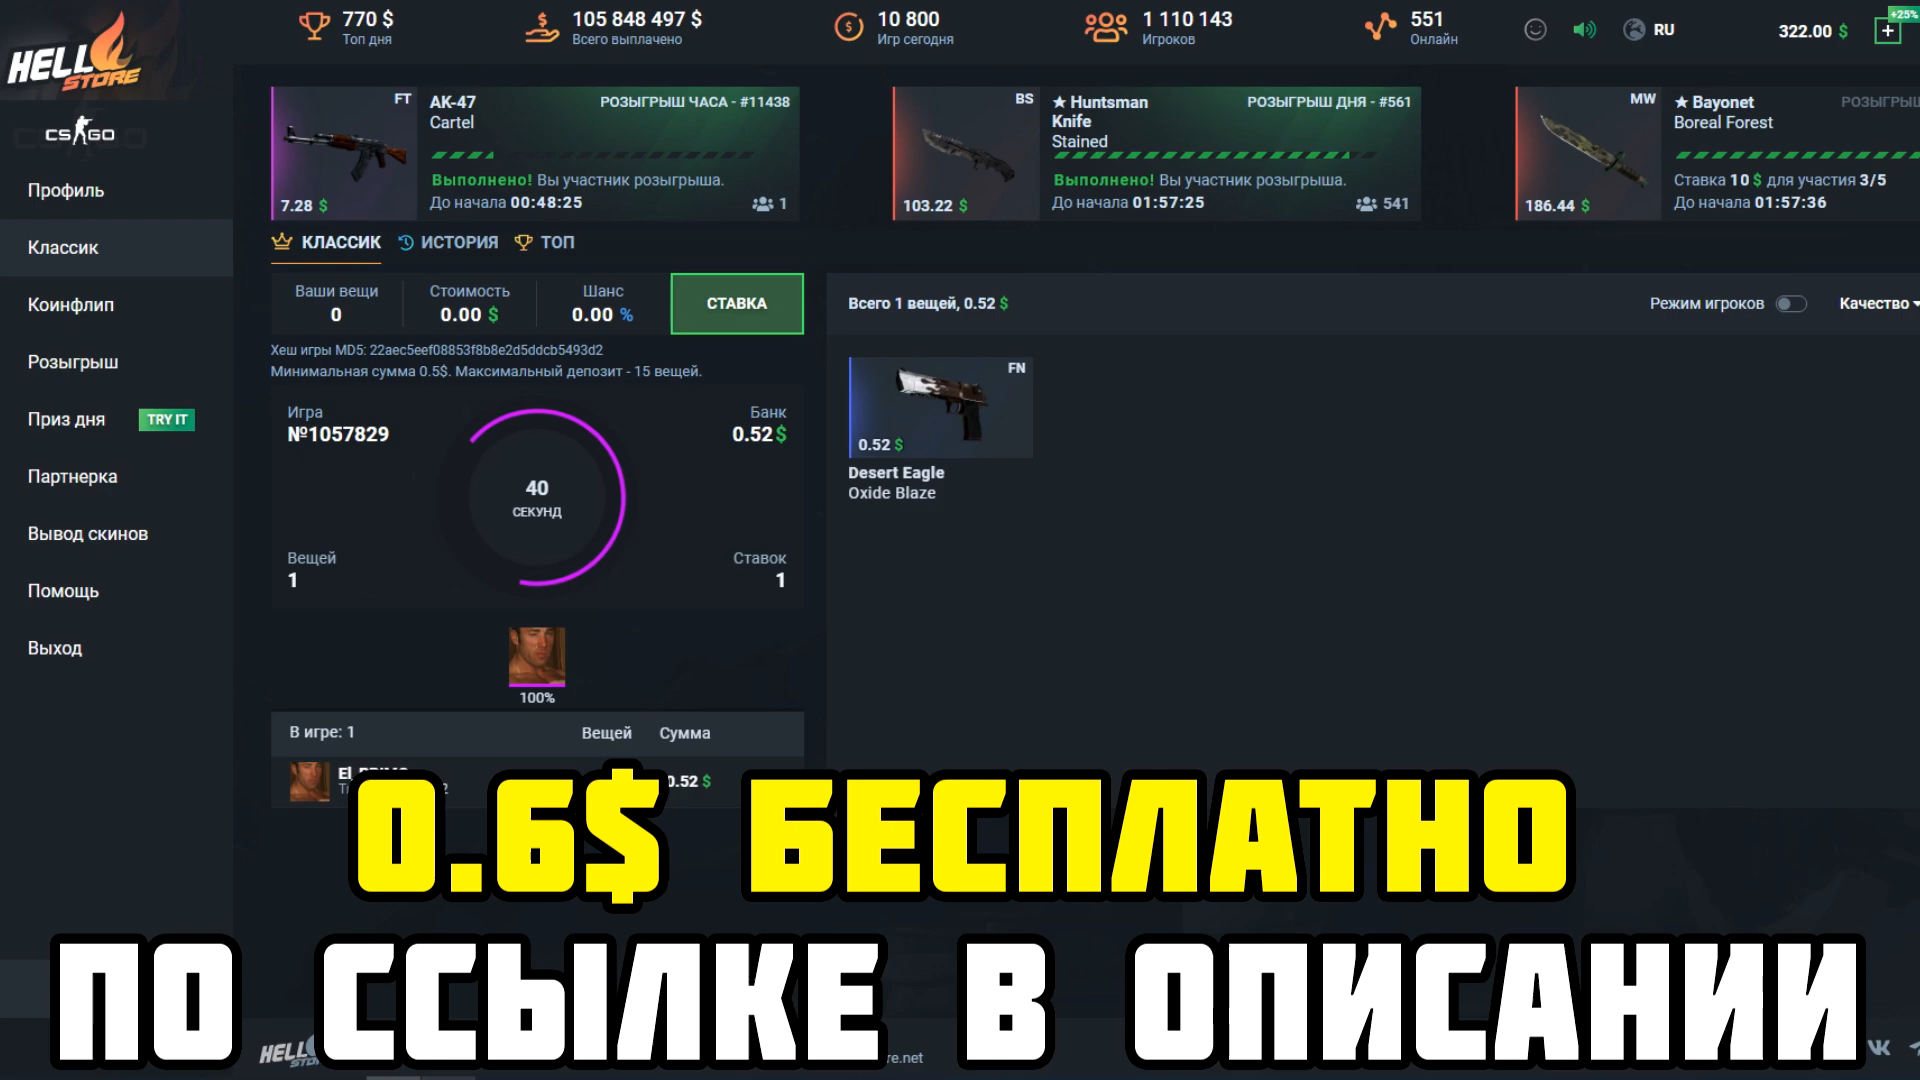 HELL STORE
770 $
Топ дня
105 848 497 $
Всего выплачено
10 800
Игр сегодня
1 110 143
Игроков
551
Онлайн
RU
322.00 $
+25%
CS GO
Профиль
Классик
Коинфлип
Розыгрыш
Приз дня TRY IT
Партнерка
Вывод скинов
Помощь
Выход
FT
7.28 $
AK-47
Cartel
РОЗЫГРЫШ ЧАСА - #11438
Выполнено! Вы участник розыгрыша.
До начала 00:48:25
1
BS
103.22 $
★ Huntsman
Knife
Stained
РОЗЫГРЫШ ДНЯ - #561
Выполнено! Вы участник розыгрыша.
До начала 01:57:25
541
MW
186.44 $
★ Bayonet
Boreal Forest
Ставка 10 $ для участия 3/5
До начала 01:57:36
КЛАССИК ИСТОРИЯ ТОП
Ваши вещи
0
Стоимость
0.00 $
Шанс
0.00 %
СТАВКА
Хеш игры MD5: 22aec5eef08853f8b8e2d5ddcb5493d2
Минимальная сумма 0.5$. Максимальный депозит - 15 вещей.
Игра
№1057829
Банк
0.52$
40
СЕКУНД
Вещей
1
Ставок
1
100%
В игре: 1 Вещей Сумма
0.52 $
Всего 1 вещей, 0.52 $
Режим игроков
Качество
FN
0.52 $
Desert Eagle
Oxide Blaze
0.6$ БЕСПЛАТНО
ПО ССЫЛКЕ В ОПИСАНИИ